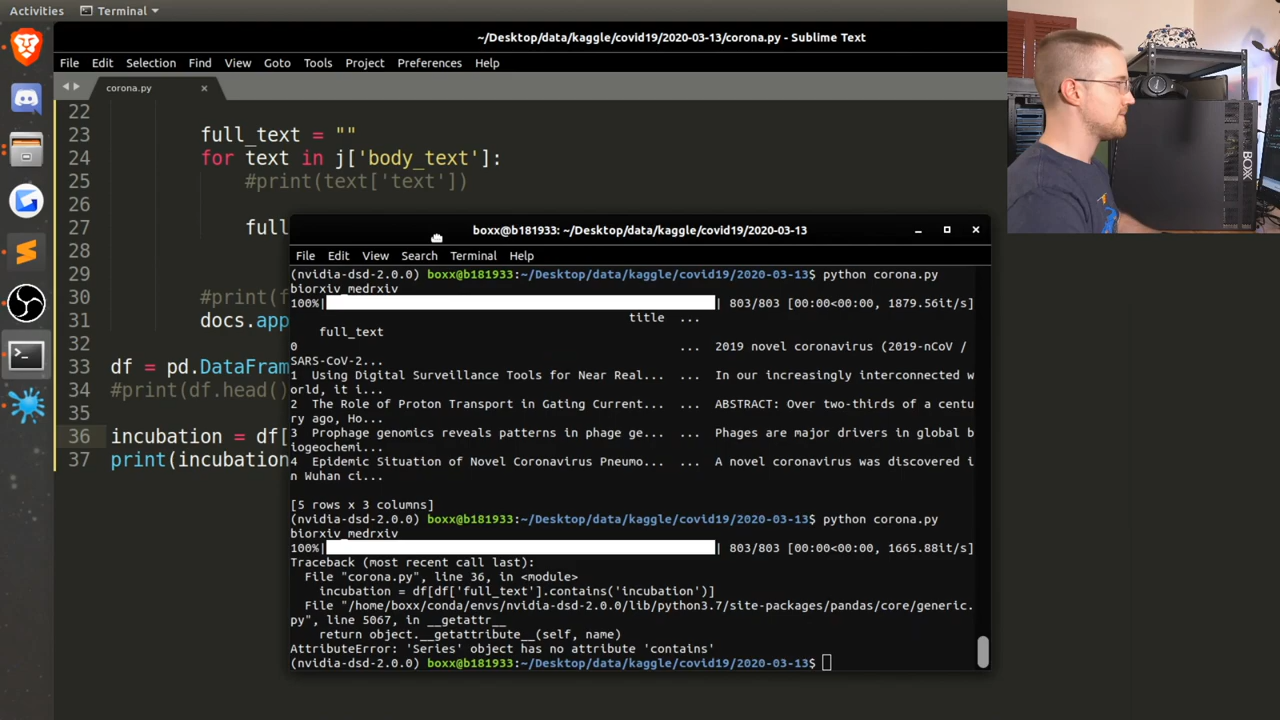 Activities
Terminal
~/Desktop/data/kaggle/covid19/2020-03-13/corona.py - Sublime Text
File Edit Selection Find View Goto Tools Project Preferences Help
corona.py
22
23 full_text = ""
24 for text in j['body_text']:
25 #print(text['text'])
26
27 full
28
29
30 #print(f
31 docs.app
32
33 df = pd.DataFram
34 #print(df.head()
35
36 incubation = df[
37 print(incubation
boxx@b181933: ~/Desktop/data/kaggle/covid19/2020-03-13
File Edit View Search Terminal Help
(nvidia-dsd-2.0.0) boxx@b181933:~/Desktop/data/kaggle/covid19/2020-03-13$ python corona.py
biorxiv_medrxiv
100%| | 803/803 [00:00<00:00, 1879.56it/s]
title ...
full_text
0 ... 2019 novel coronavirus (2019-nCoV /
SARS-CoV-2...
1 Using Digital Surveillance Tools for Near Real... ... In our increasingly interconnected w
orld, it i...
2 The Role of Proton Transport in Gating Current... ... ABSTRACT: Over two-thirds of a centu
ry ago, Ho...
3 Prophage genomics reveals patterns in phage ge... ... Phages are major drivers in global b
iogeochemi...
4 Epidemic Situation of Novel Coronavirus Pneumo... ... A novel coronavirus was discovered i
n Wuhan ci...
[5 rows x 3 columns]
(nvidia-dsd-2.0.0) boxx@b181933:~/Desktop/data/kaggle/covid19/2020-03-13$ python corona.py
biorxiv_medrxiv
100%| | 803/803 [00:00<00:00, 1665.88it/s]
Traceback (most recent call last):
File "corona.py", line 36, in <module>
incubation = df[df['full_text'].contains('incubation')]
File "/home/boxx/conda/envs/nvidia-dsd-2.0.0/lib/python3.7/site-packages/pandas/core/generic.
py", line 5067, in __getattr__
return object.__getattribute__(self, name)
AttributeError: 'Series' object has no attribute 'contains'
(nvidia-dsd-2.0.0) boxx@b181933:~/Desktop/data/kaggle/covid19/2020-03-13$
BOXX